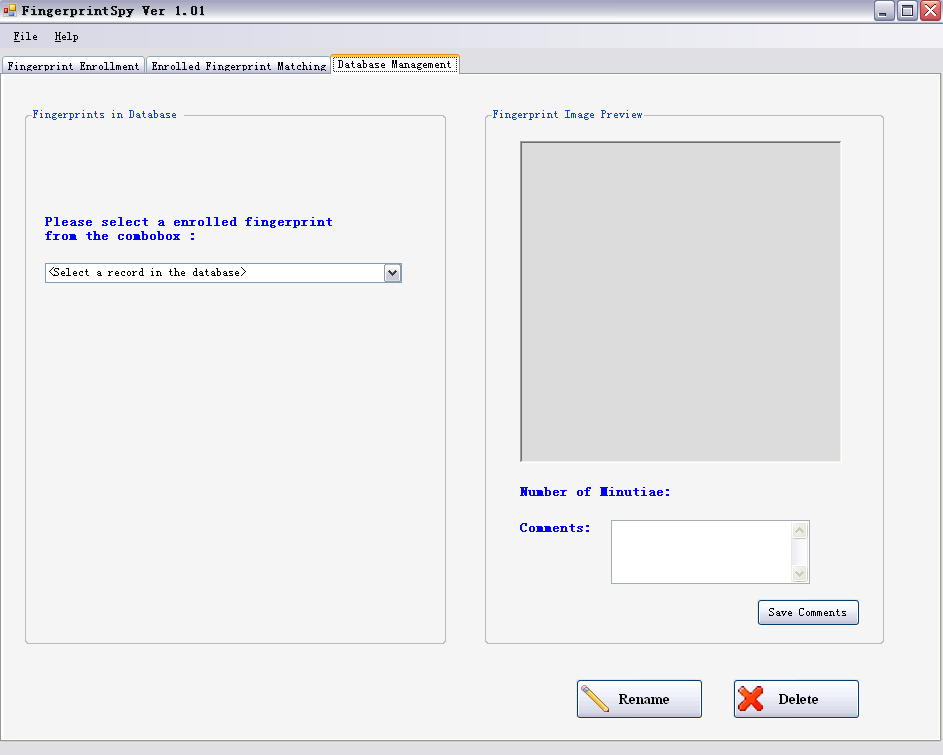 FingerprintSpy Ver 1.01
File Help
Fingerprint Enrollment Enrolled Fingerprint Matching Database Management
Fingerprints in Database
Please select a enrolled fingerprint
from the combobox :
<Select a record in the database>
Fingerprint Image Preview
Number of Minutiae:
Comments:
Save Comments
Rename Delete